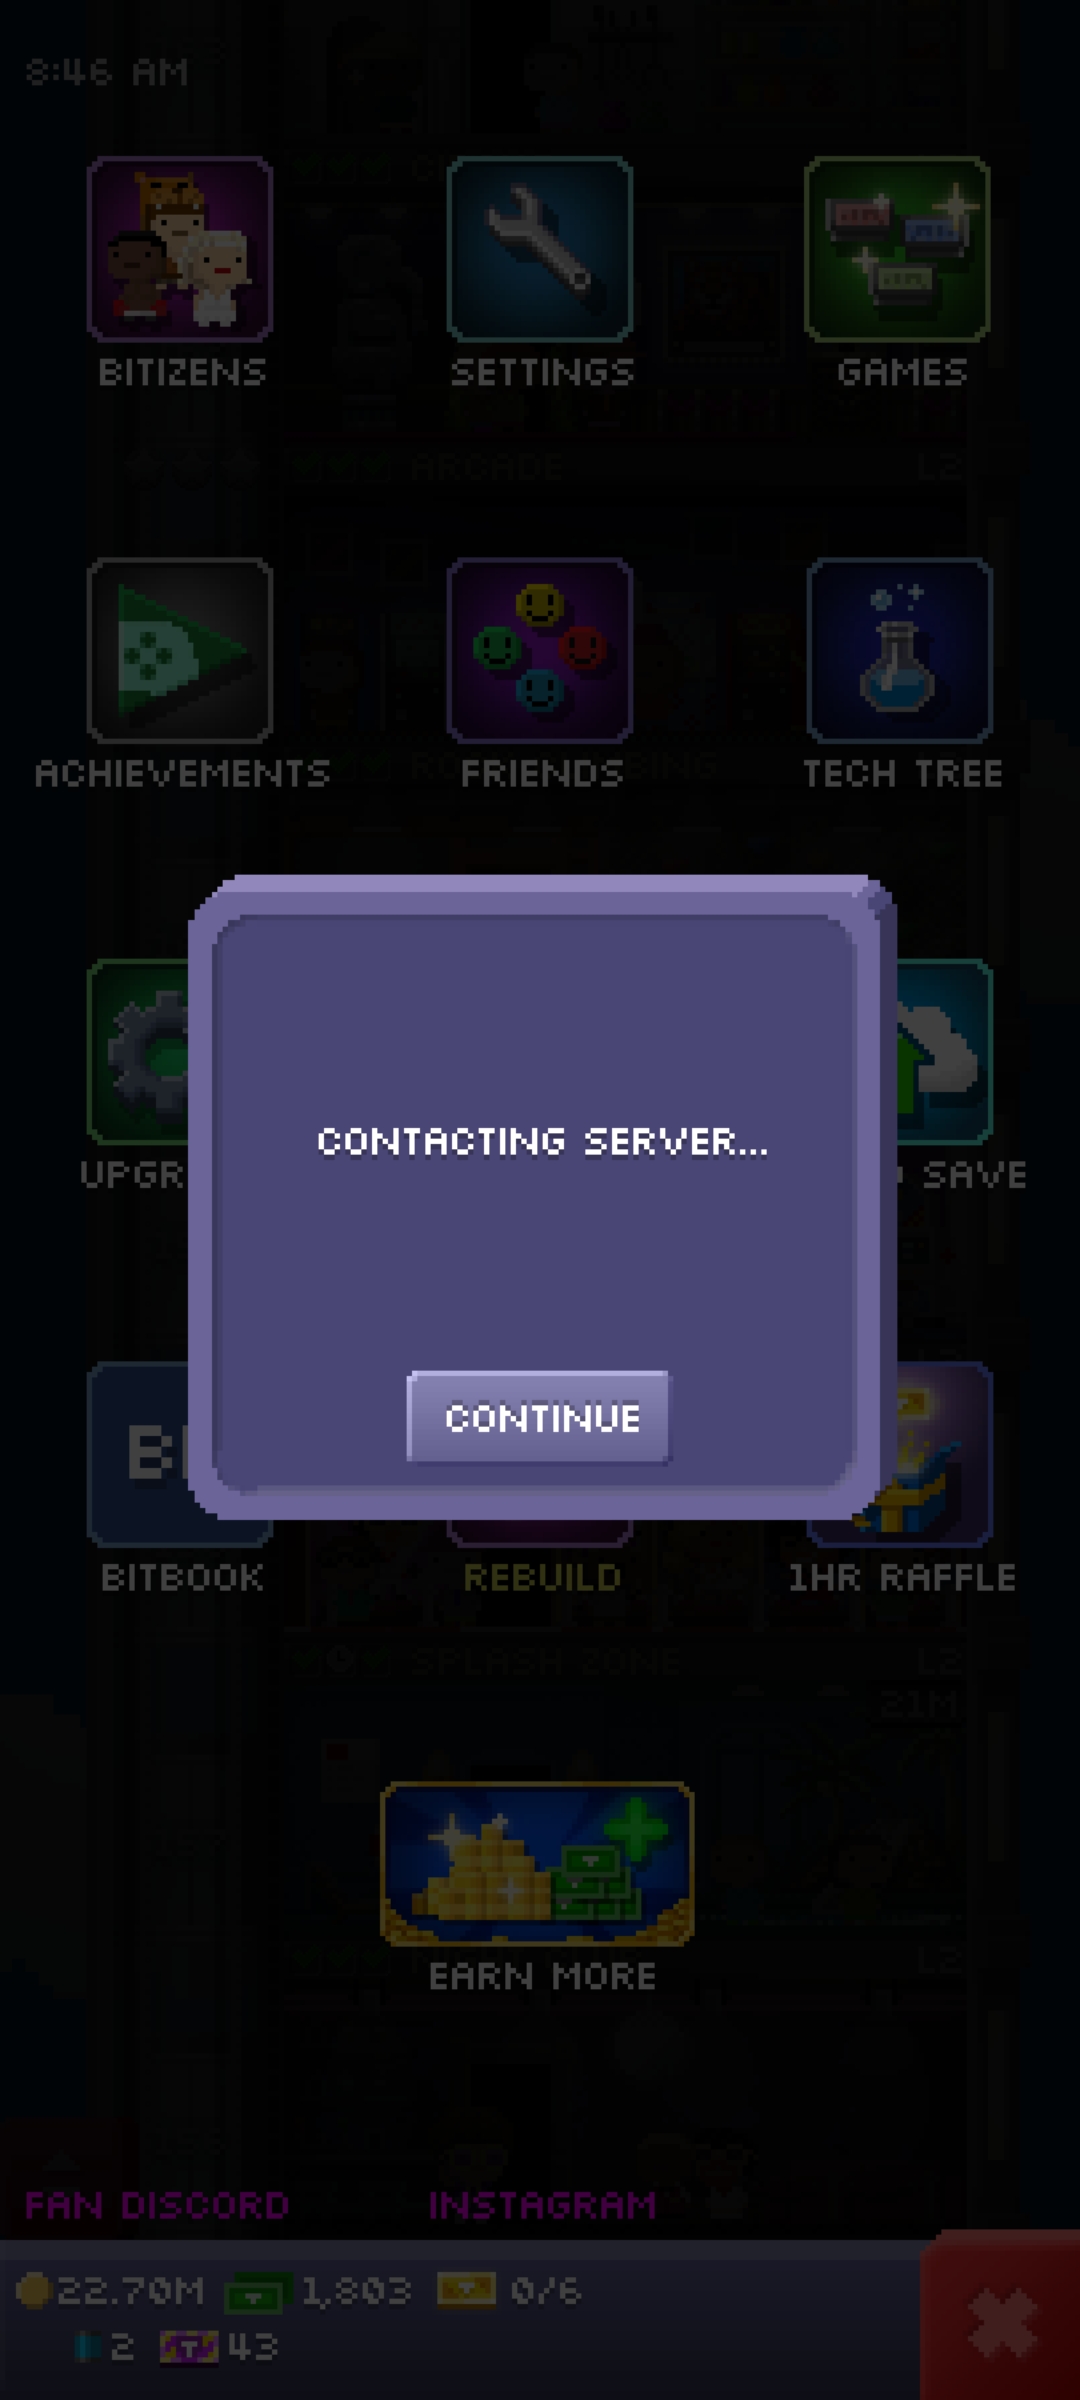 8:46 AM
BITIZENS
SETTINGS
GAMES
ARCADE
L2
ACHIEVEMENTS
FRIENDS
TECH TREE
CONTACTING SERVER...
UPGR
SAVE
CONTINUE
BITBOOK
REBUILD
1HR RAFFLE
SPLASH ZONE
L2
21M
EARN MORE
L2
FAN DISCORD
INSTAGRAM
22.70M
1,803
0/6
2
43